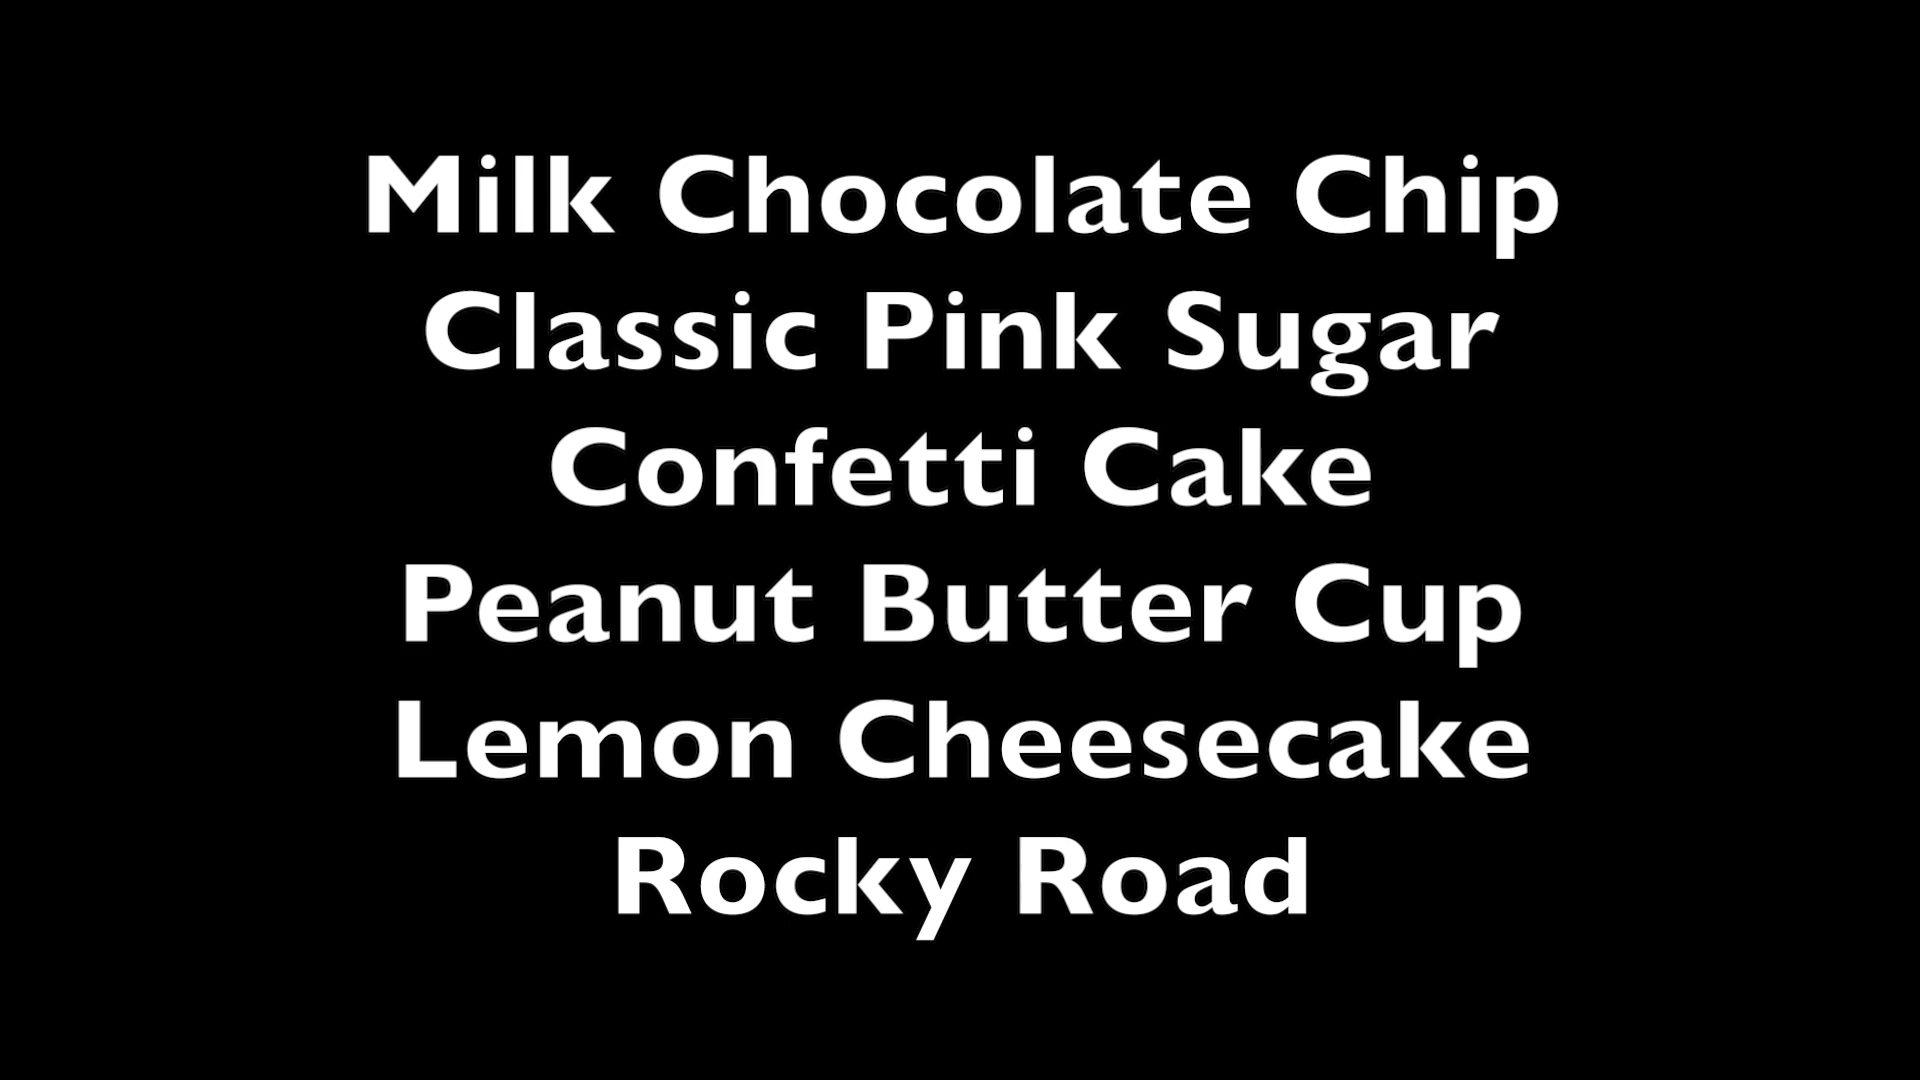 Milk Chocolate Chip
Classic Pink Sugar
Confetti Cake
Peanut Butter Cup
Lemon Cheesecake
Rocky Road